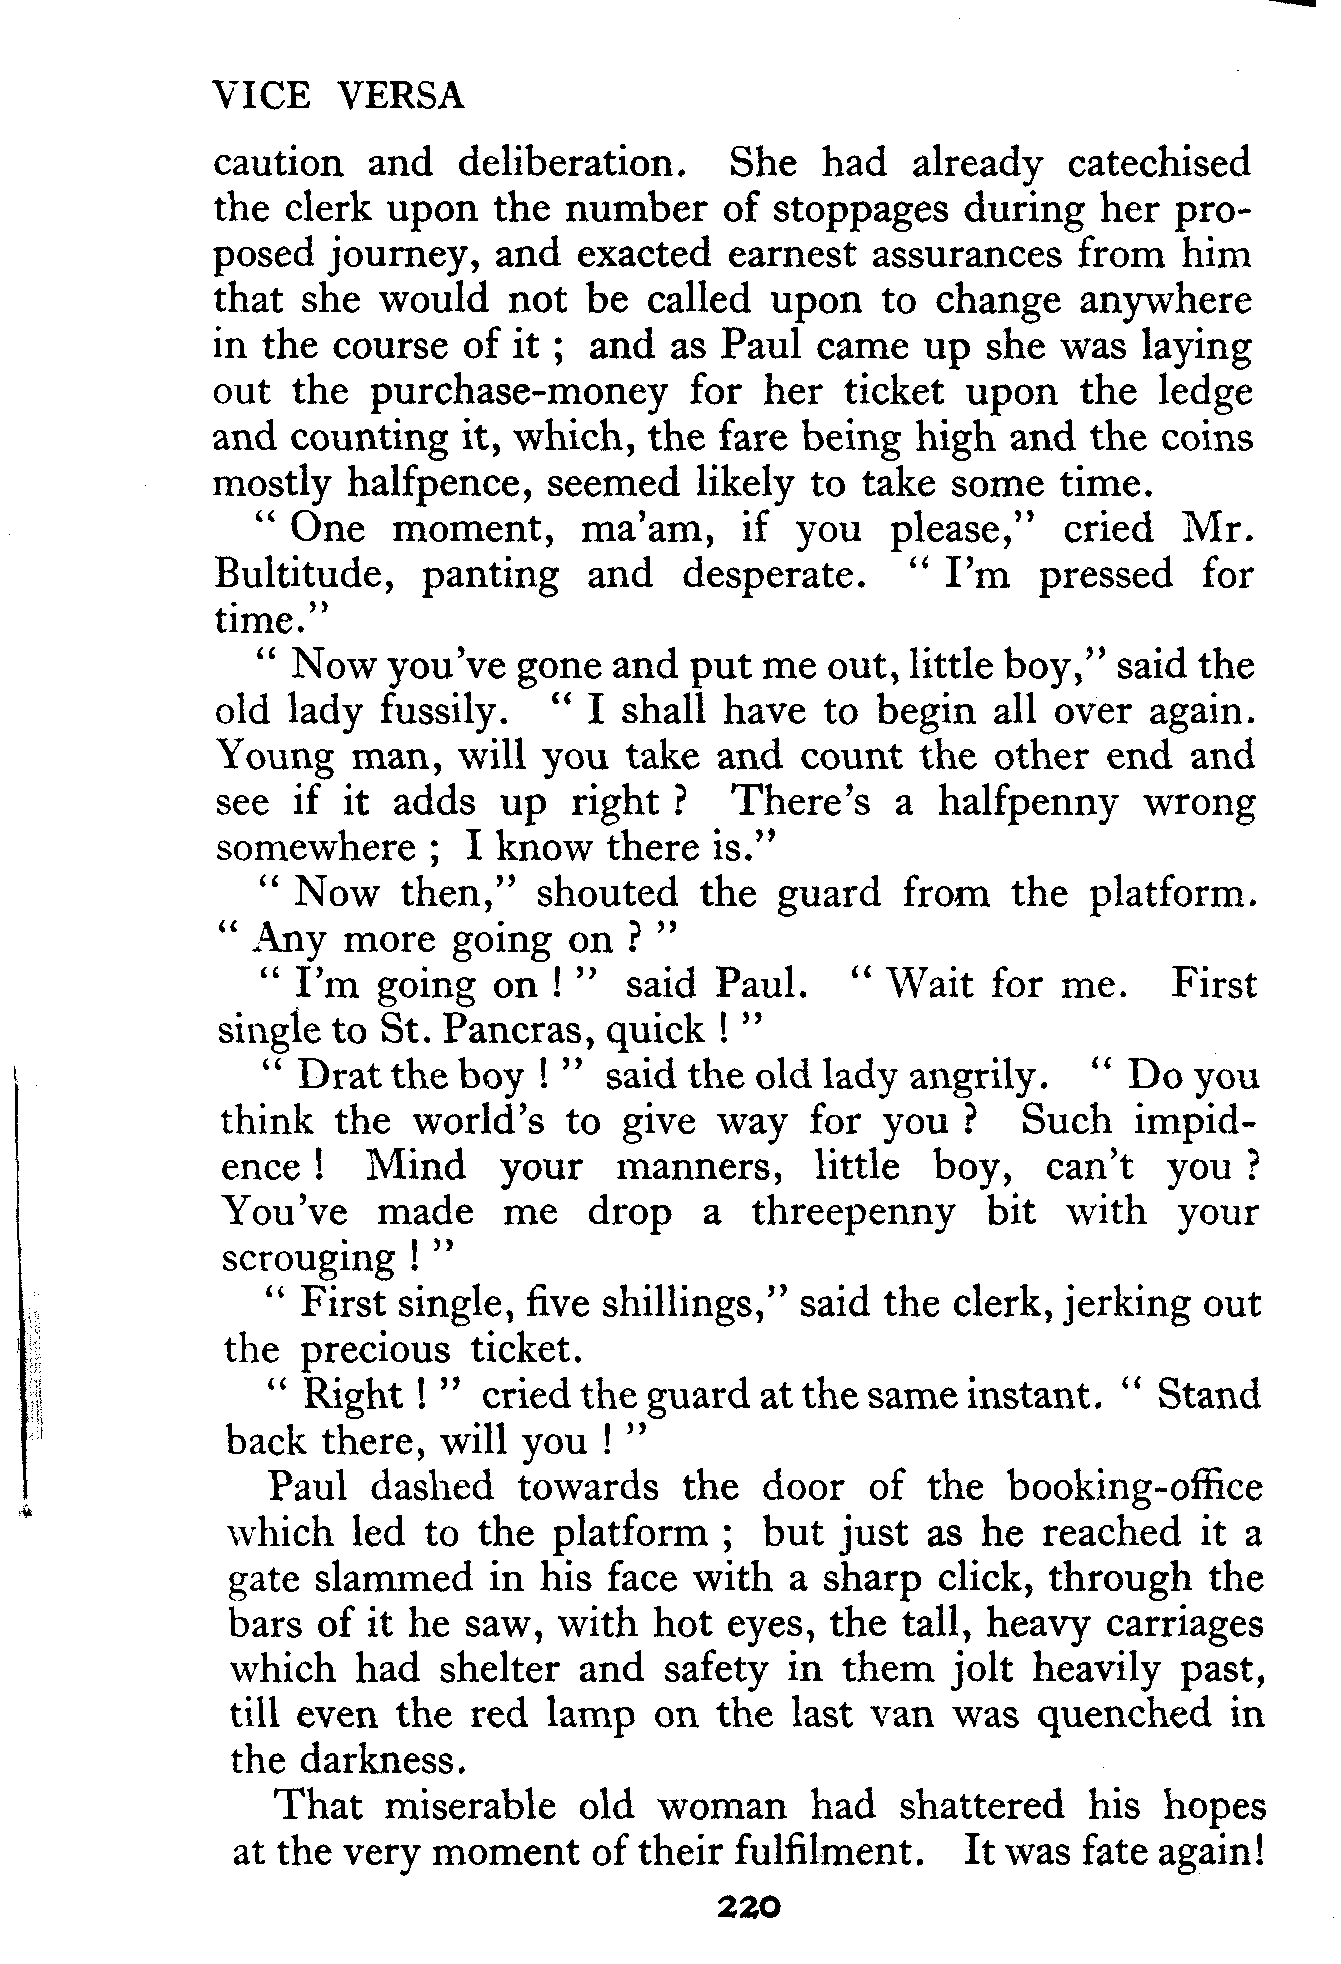 VICE VERSA
caution and deliberation. She had already catechised
the clerk upon the number of stoppages during her pro-
posed journey, and exacted earnest assurances from him
that she would not be called upon to change anywhere
in the course of it ; and as Paul came up she was laying
out the purchase-money for her ticket upon the ledge
and counting it, which, the fare being high and the coins
mostly halfpence, seemed likely to take some time.
“ One moment, ma’am, if you please,” cried Mr.
Bultitude, panting and desperate. “ I’m pressed for
time.”
“ Now you’ve gone and put me out, little boy,” said the
old lady fussily. “ I shall have to begin all over again.
Young man, will you take and count the other end and
see if it adds up right ? There’s a halfpenny wrong
somewhere ; I know there is.”
“ Now then,” shouted the guard from the platform.
“ Any more going on ? ”
“ I’m going on ! ” said Paul. “ Wait for me. First
single to St. Pancras, quick ! ”
“ Drat the boy ! ” said the old lady angrily. “ Do you
think the world’s to give way for you ? Such impid-
ence ! Mind your manners, little boy, can’t you ?
You’ve made me drop a threepenny bit with your
scrouging ! ”
“ First single, five shillings,” said the clerk, jerking out
the precious ticket.
“ Right ! ” cried the guard at the same instant. “ Stand
back there, will you ! ”
Paul dashed towards the door of the booking-office
which led to the platform ; but just as he reached it a
gate slammed in his face with a sharp click, through the
bars of it he saw, with hot eyes, the tall, heavy carriages
which had shelter and safety in them jolt heavily past,
till even the red lamp on the last van was quenched in
the darkness.
That miserable old woman had shattered his hopes
at the very moment of their fulfilment. It was fate again!
220